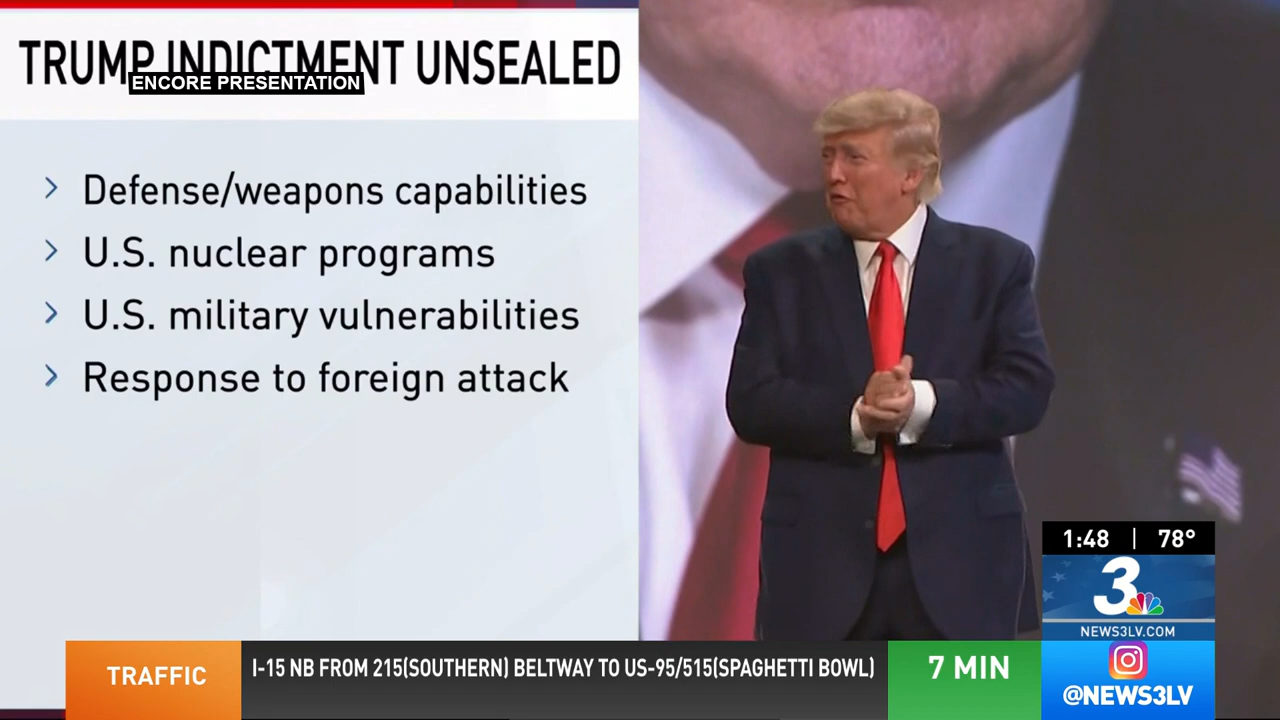 TRUMP INDICTMENT UNSEALED
ENCORE PRESENTATION
Defense/weapons capabilities
U.S. nuclear programs
U.S. military vulnerabilities
Response to foreign attack
1:48 | 78°
3
NEWS3LV.COM
TRAFFIC
I-15 NB FROM 215(SOUTHERN) BELTWAY TO US-95/515(SPAGHETTI BOWL)
7 MIN
@NEWS3LV